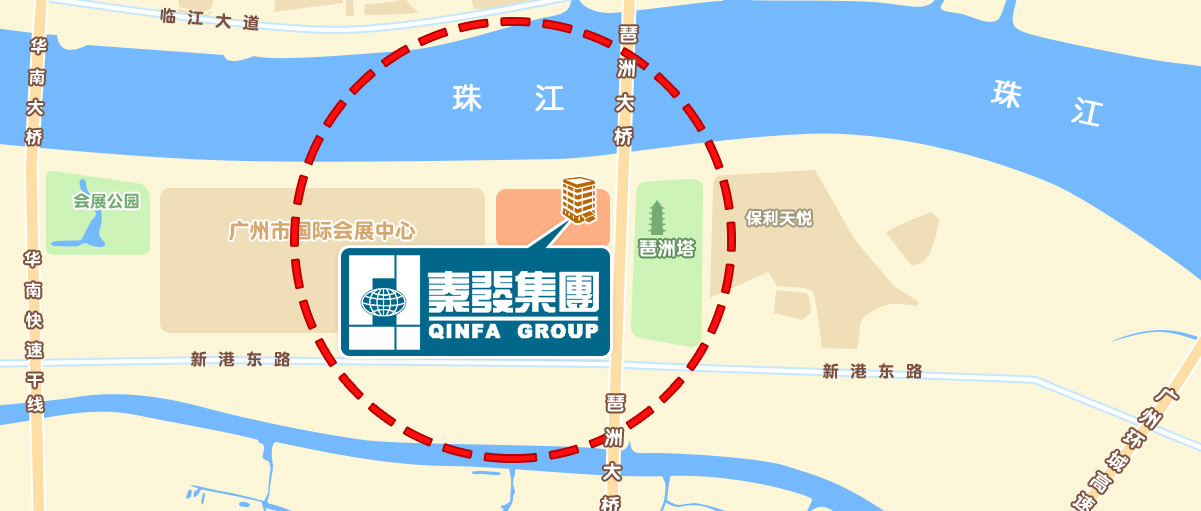 临江大道
华南大桥
琶洲大桥
珠江
珠江
会展公园
广州市国际会展中心
琶洲塔
保利天悦
秦發集團
QINFA GROUP
华南快速干线
新港东路
新港东路
琶洲大桥
广州环城高速